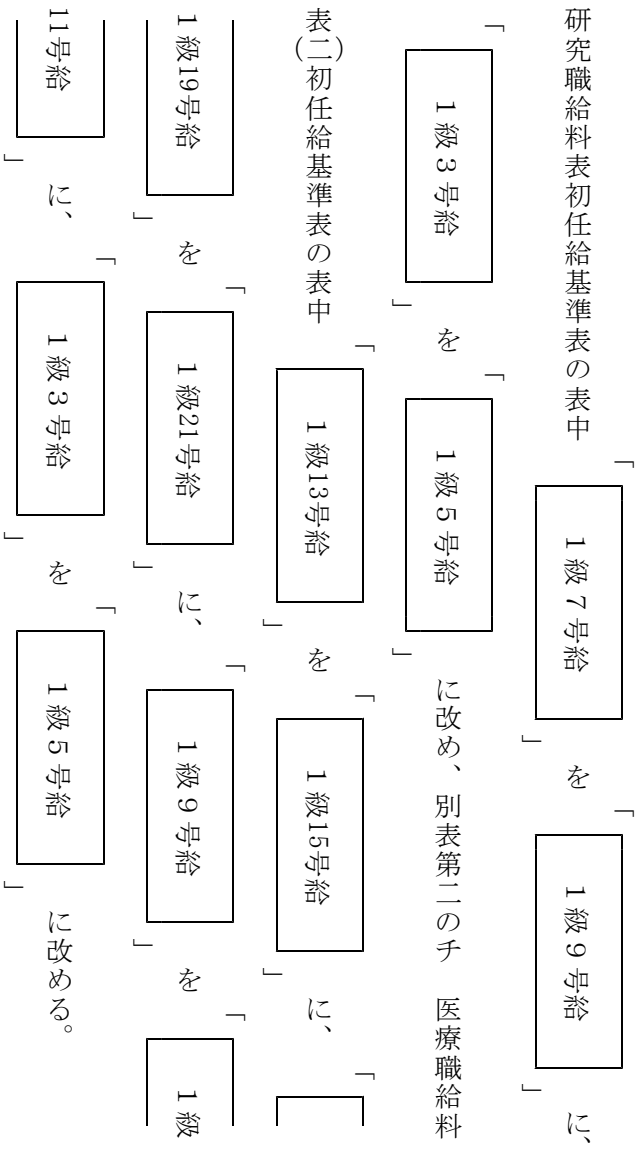 研究職給料表初任給基準表の表中「１級７号給」を「１級９号給」に、
「１級３号給」を「１級５号給」に改め、別表第二のチ　医療職給料
表(二)初任給基準表の表中「１級13号給」を「１級15号給」に、「
１級19号給」を「１級21号給」に、「１級９号給」を「１級
11号給」に、「１級３号給」を「１級５号給」に改める。